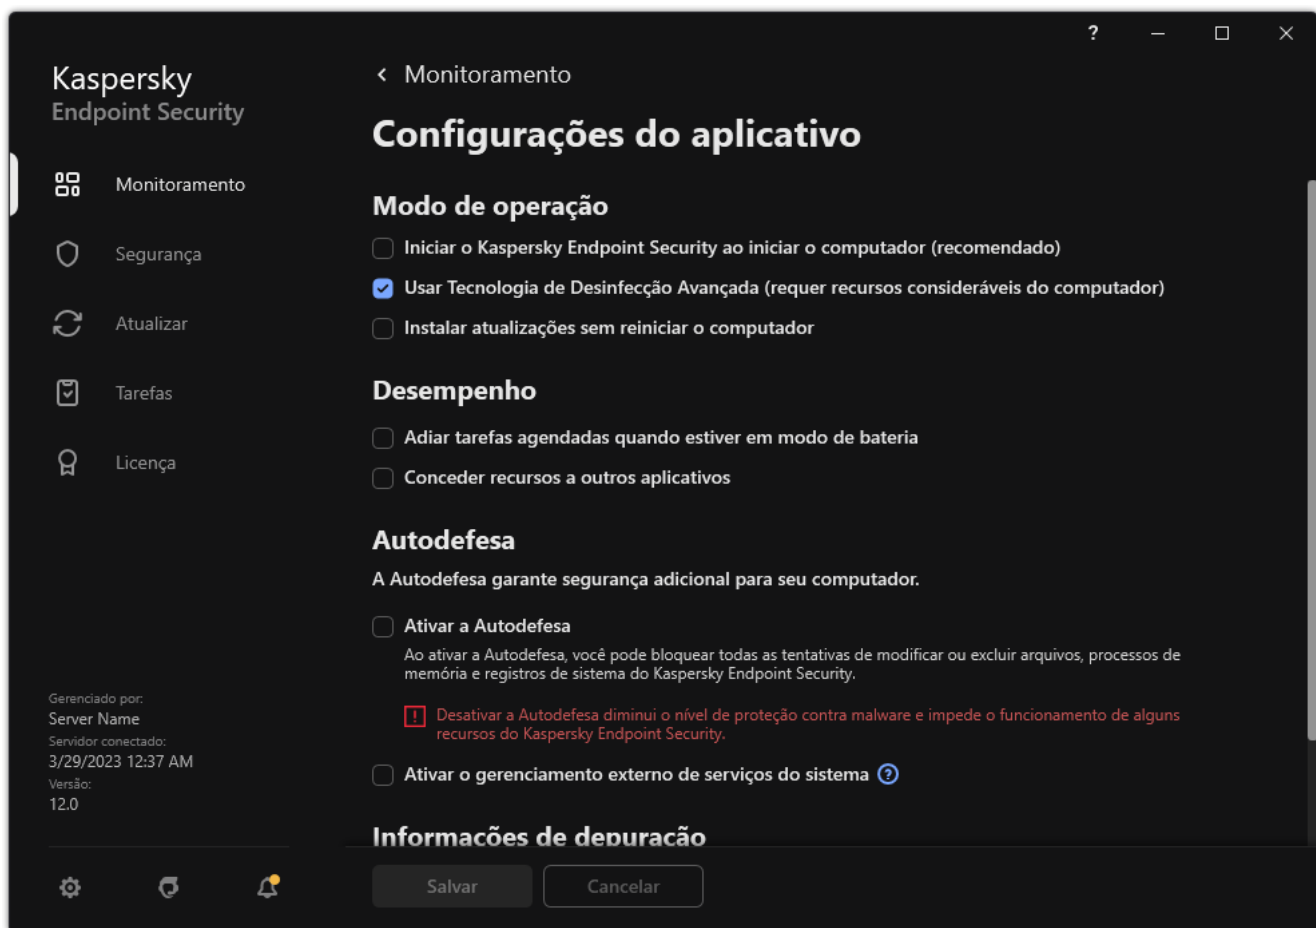 ?
Kaspersky
Endpoint Security
Monitoramento
Segurança
Atualizar
Tarefas
Licença
Gerenciado por:
Server Name
Servidor conectado:
3/29/2023 12:37 AM
Versão:
12.0
Monitoramento
Configurações do aplicativo
Modo de operação
Iniciar o Kaspersky Endpoint Security ao iniciar o computador (recomendado)
Usar Tecnologia de Desinfecção Avançada (requer recursos consideráveis do computador)
Instalar atualizações sem reiniciar o computador
Desempenho
Adiar tarefas agendadas quando estiver em modo de bateria
Conceder recursos a outros aplicativos
Autodefesa
A Autodefesa garante segurança adicional para seu computador.
Ativar a Autodefesa
Ao ativar a Autodefesa, você pode bloquear todas as tentativas de modificar ou excluir arquivos, processos de
memória e registros de sistema do Kaspersky Endpoint Security.
Desativar a Autodefesa diminui o nível de proteção contra malware e impede o funcionamento de alguns
recursos do Kaspersky Endpoint Security.
Ativar o gerenciamento externo de serviços do sistema ?
Informações de depuração
Salvar
Cancelar